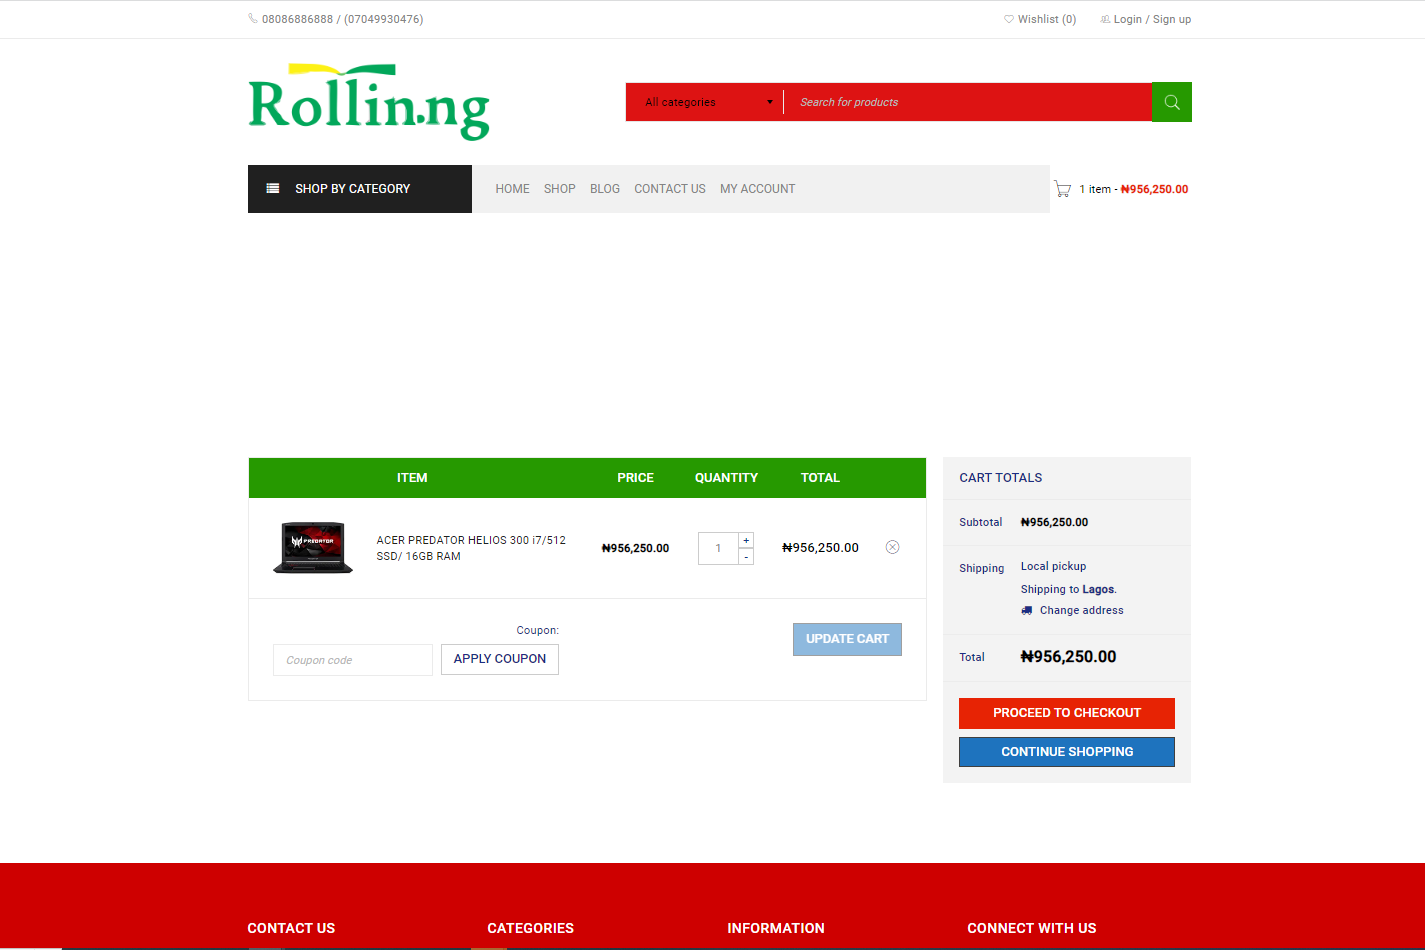 08086886888 / (07049930476)
Wishlist (0)
Login / Sign up
Rollin.ng
All categories
Search for products
SHOP BY CATEGORY
HOME SHOP BLOG CONTACT US MY ACCOUNT
1 item - ₦956,250.00
ITEM PRICE QUANTITY TOTAL
PREDATOR
ACER PREDATOR HELIOS 300 i7/512
SSD/ 16GB RAM
₦956,250.00
1
+
-
₦956,250.00
Coupon:
Coupon code
APPLY COUPON
UPDATE CART
CART TOTALS
Subtotal ₦956,250.00
Shipping Local pickup
Shipping to Lagos.
Change address
Total ₦956,250.00
PROCEED TO CHECKOUT
CONTINUE SHOPPING
CONTACT US CATEGORIES INFORMATION CONNECT WITH US